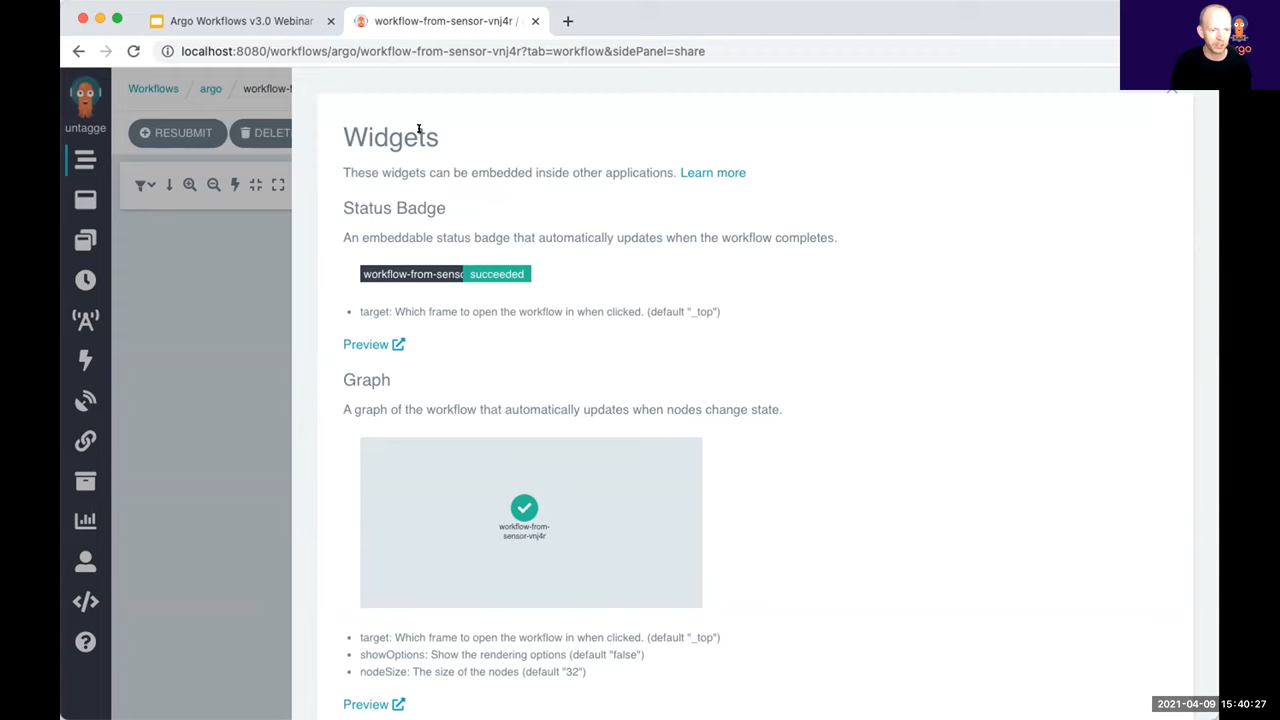 Argo Workflows v3.0 Webinar
workflow-from-sensor-vnj4r /
localhost:8080/workflows/argo/workflow-from-sensor-vnj4r?tab=workflow&sidePanel=share
untagge
Workflows / argo / workflow-f
RESUBMIT
DELET
Widgets
These widgets can be embedded inside other applications. Learn more
Status Badge
An embeddable status badge that automatically updates when the workflow completes.
workflow-from-senso succeeded
• target: Which frame to open the workflow in when clicked. (default "_top")
Preview
Graph
A graph of the workflow that automatically updates when nodes change state.
workflow-from-
sensor-vnj4r
• target: Which frame to open the workflow in when clicked. (default "_top")
• showOptions: Show the rendering options (default "false")
• nodeSize: The size of the nodes (default "32")
Preview
2021-04-09 15:40:27